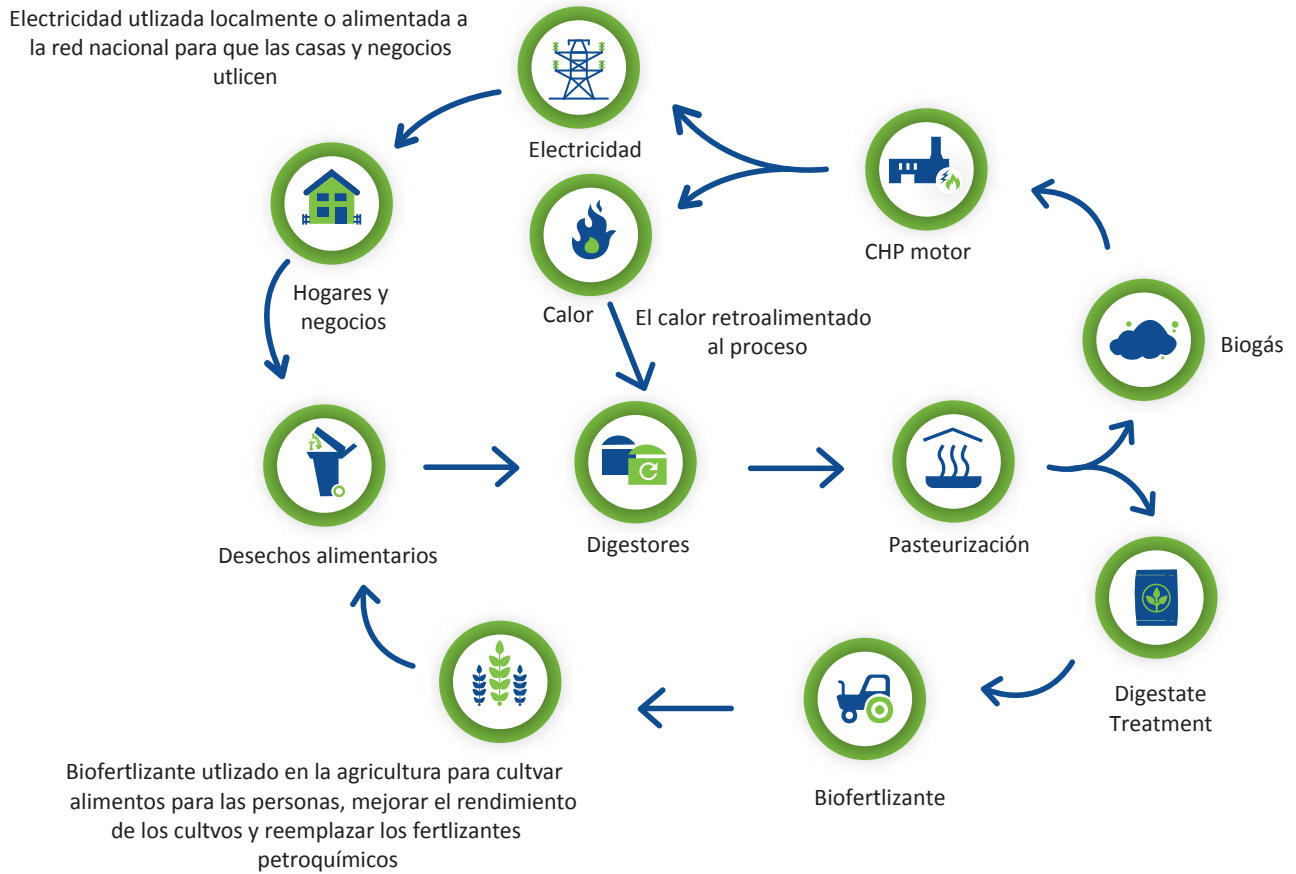 Electricidad utlizada localmente o alimentada a
la red nacional para que las casas y negocios
utlicen
Electricidad
CHP motor
Hogares y
negocios
Calor
El calor retroalimentado
al proceso
Biogás
Desechos alimentarios
Digestores
Pasteurización
Digestate
Treatment
Biofertlizante
Biofertlizante utlizado en la agricultura para cultvar
alimentos para las personas, mejorar el rendimiento
de los cultvos y reemplazar los fertlizantes
petroquímicos